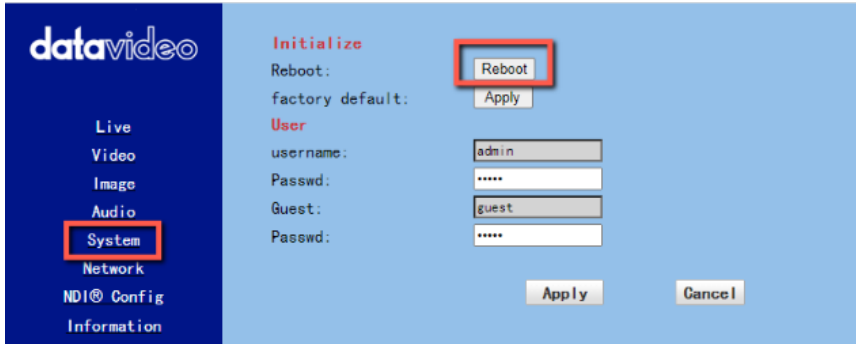 datavideo
Live
Video
Image
Audio
System
Network
NDI® Config
Information
Initialize
Reboot: Reboot
factory default: Apply
User
username: admin
Passwd: •••••
Guest: guest
Passwd: •••••
Apply Cancel